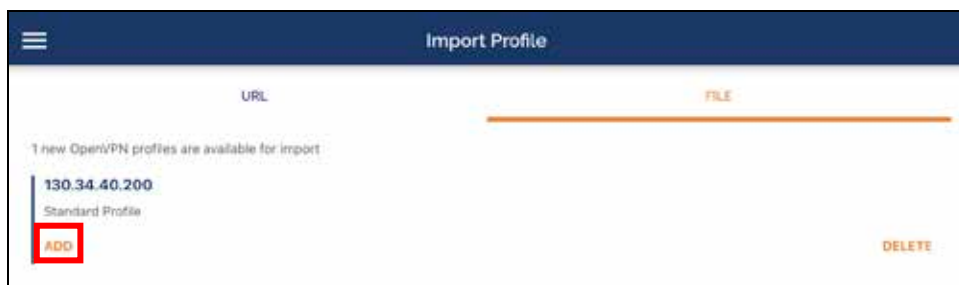 Import Profile
URL FILE
1 new OpenVPN profiles are available for import
130.34.40.200
Standard Profile
ADD DELETE